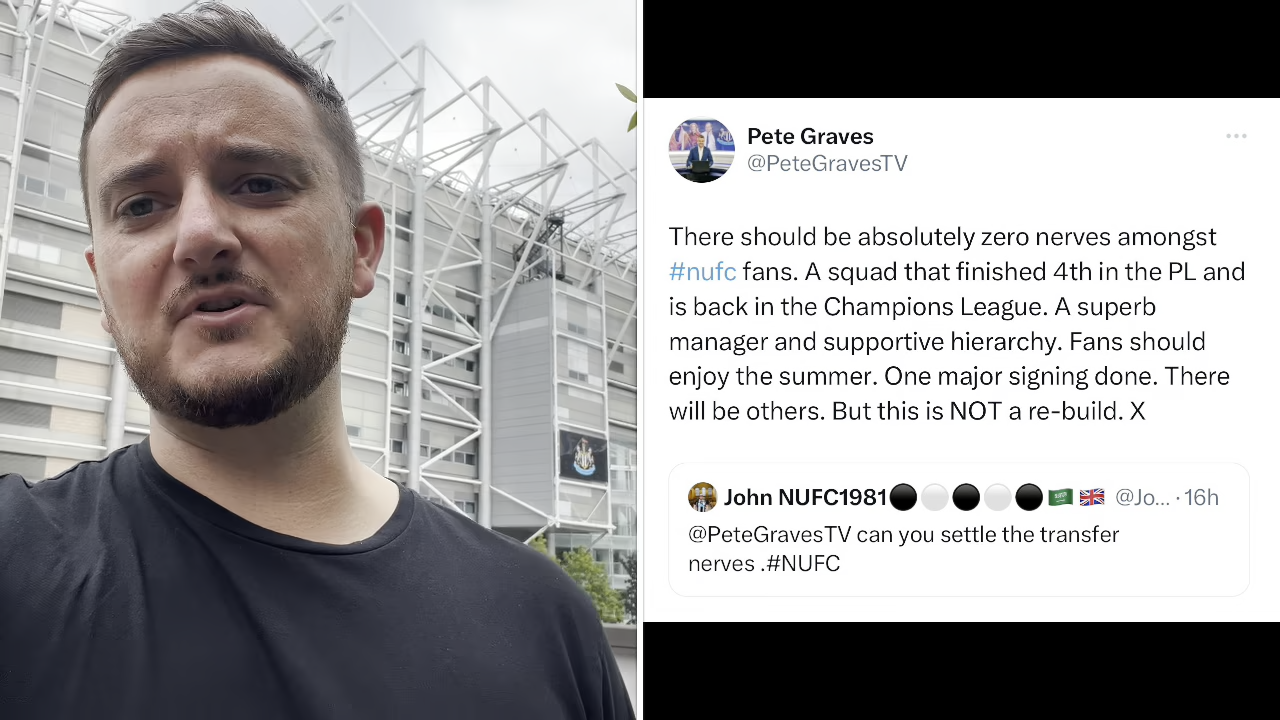 Pete Graves
@PeteGravesTV
There should be absolutely zero nerves amongst
#nufc fans. A squad that finished 4th in the PL and
is back in the Champions League. A superb
manager and supportive hierarchy. Fans should
enjoy the summer. One major signing done. There
will be others. But this is NOT a re-build. X
John NUFC1981⚫⚪⚫⚪⚫🇸🇦🇬🇧 @Jo... · 16h
@PeteGravesTV can you settle the transfer
nerves .#NUFC